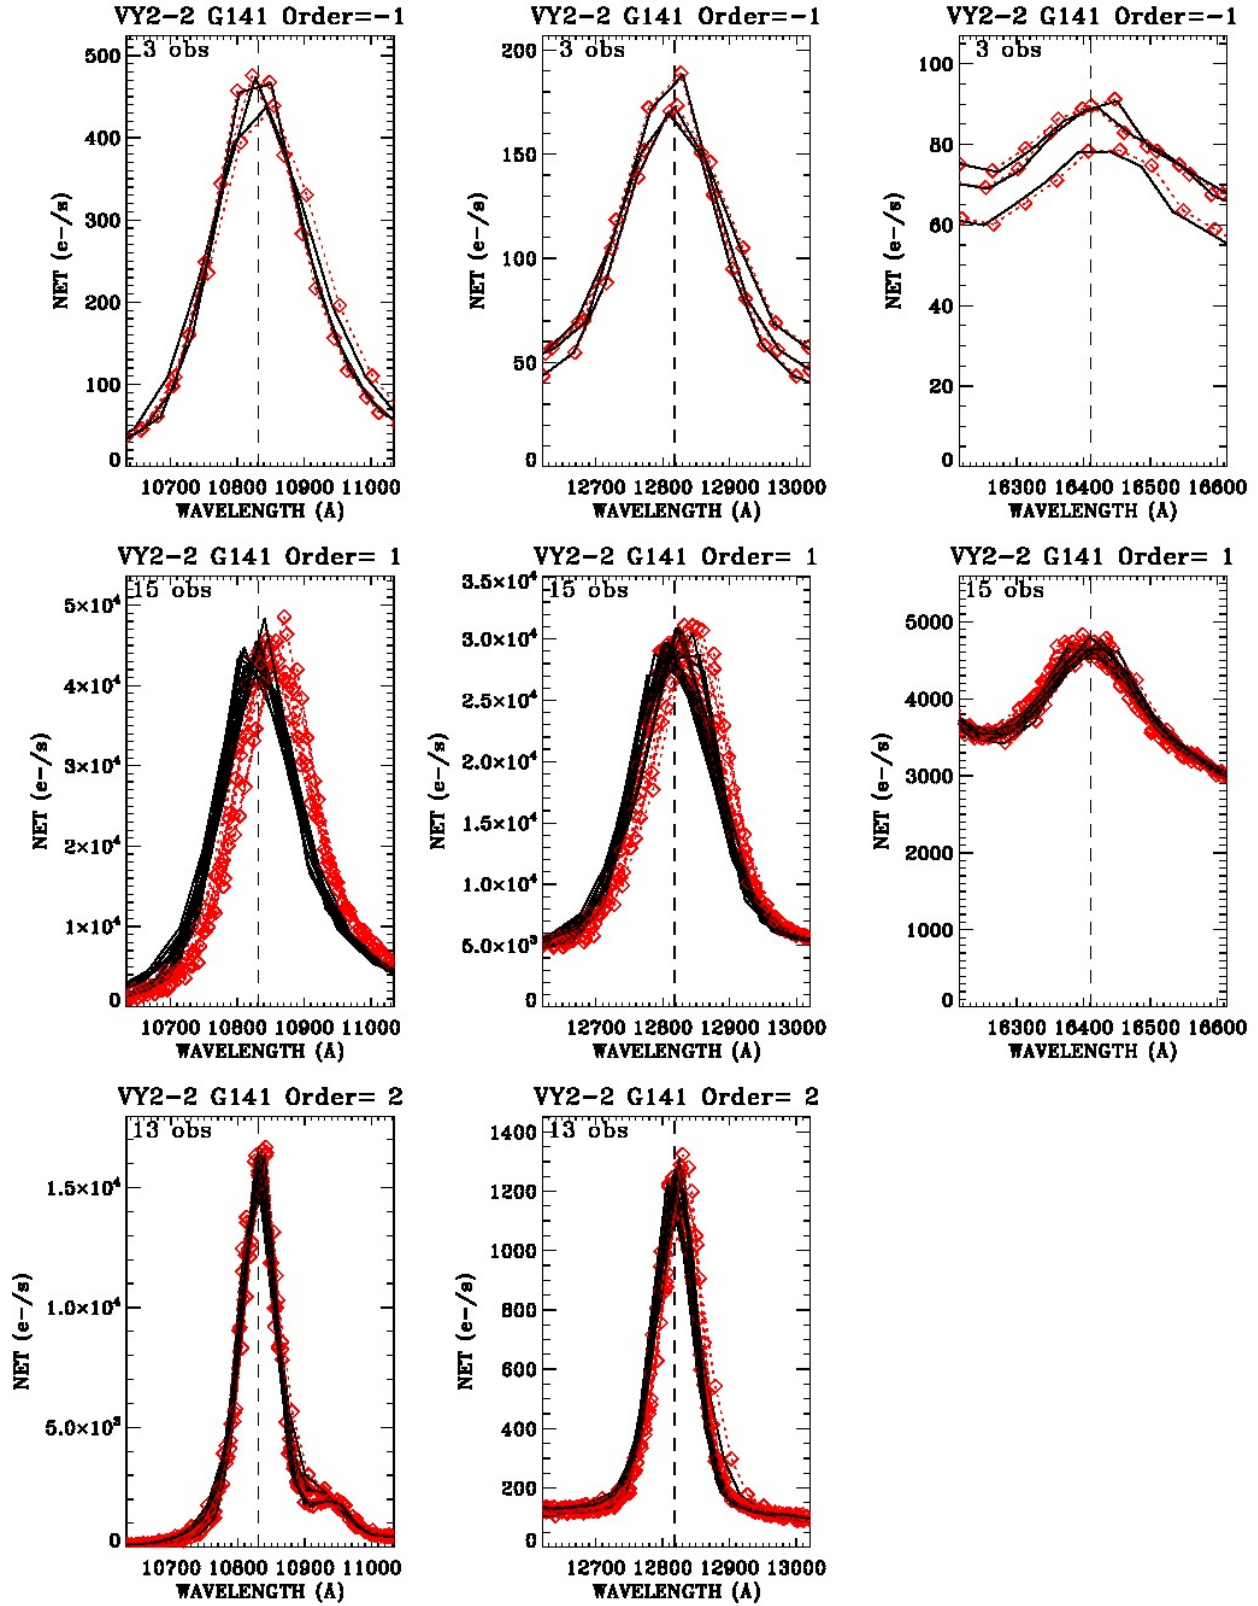 VY2-2 G141 Order=-1
3 obs
500
400
300
200
100
0
NET (e-/s)
10700 10800 10900 11000
WAVELENGTH (Å)
VY2-2 G141 Order=-1
3 obs
200
150
100
50
0
NET (e-/s)
12700 12800 12900 13000
WAVELENGTH (Å)
VY2-2 G141 Order=-1
3 obs
100
80
60
40
20
0
NET (e-/s)
16300 16400 16500 16600
WAVELENGTH (Å)
VY2-2 G141 Order= 1
15 obs
5×10⁴
4×10⁴
3×10⁴
2×10⁴
1×10⁴
0
NET (e-/s)
10700 10800 10900 11000
WAVELENGTH (Å)
VY2-2 G141 Order= 1
15 obs
3.5×10⁴
3.0×10⁴
2.5×10⁴
2.0×10⁴
1.5×10⁴
1.0×10⁴
5.0×10³
0
NET (e-/s)
12700 12800 12900 13000
WAVELENGTH (Å)
VY2-2 G141 Order= 1
15 obs
5000
4000
3000
2000
1000
0
NET (e-/s)
16300 16400 16500 16600
WAVELENGTH (Å)
VY2-2 G141 Order= 2
13 obs
1.5×10⁴
1.0×10⁴
5.0×10³
0
NET (e-/s)
10700 10800 10900 11000
WAVELENGTH (Å)
VY2-2 G141 Order= 2
13 obs
1400
1200
1000
800
600
400
200
0
NET (e-/s)
12700 12800 12900 13000
WAVELENGTH (Å)